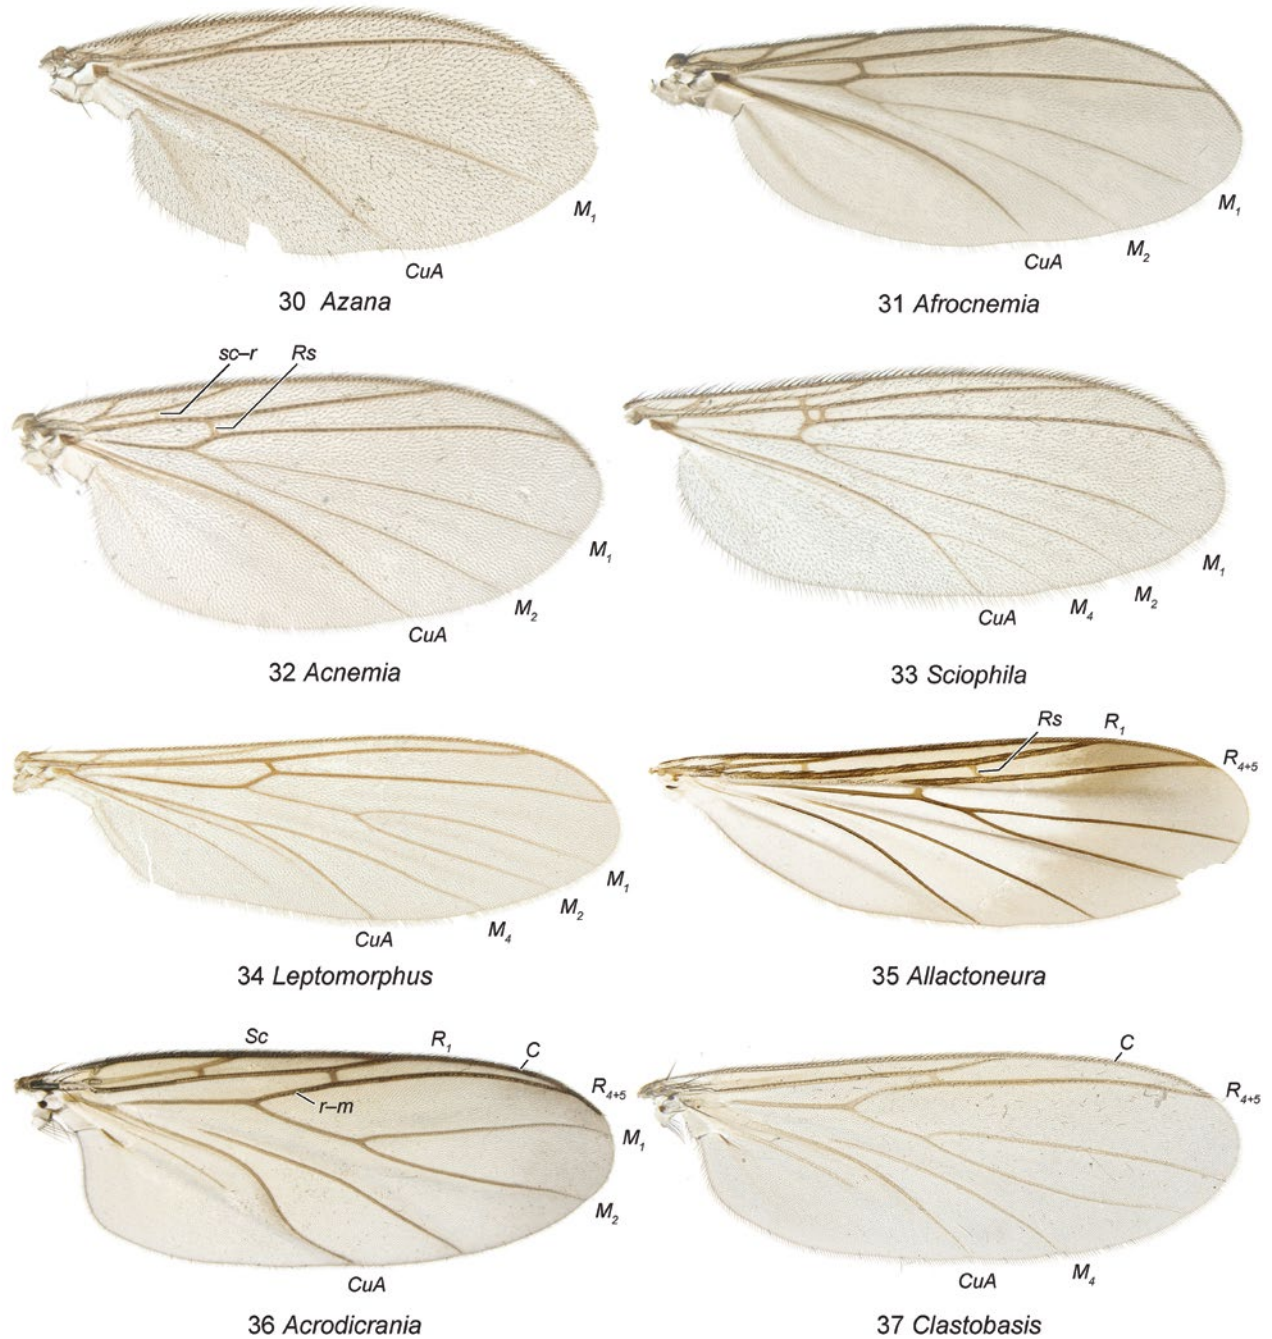 M₁
CuA
30 Azana
M₁
M₂
CuA
31 Afrocnemia
sc–r Rs
M₁
M₂
CuA
32 Acnemia
M₁
M₂
M₄
CuA
33 Sciophila
M₁
M₂
M₄
CuA
34 Leptomorphus
Rs R₁
R₄₊₅
35 Allactoneura
Sc R₁ C
R₄₊₅
r–m
M₁
M₂
CuA
36 Acrodicrania
C
R₄₊₅
M₄
CuA
37 Clastobasis